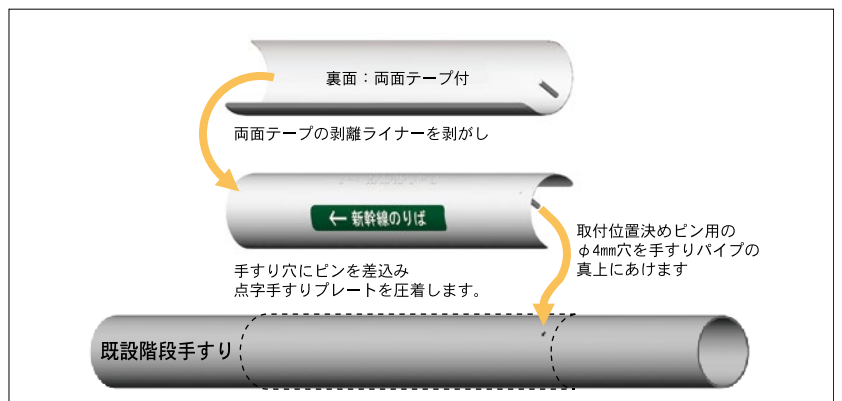 裏面：両面テープ付
両面テープの剥離ライナーを剥がし
← 新幹線のりば
取付位置決めピン用の
φ4㎜穴を手すりパイプの
真上にあけます
手すり穴にピンを差込み
点字手すりプレートを圧着します。
既設階段手すり